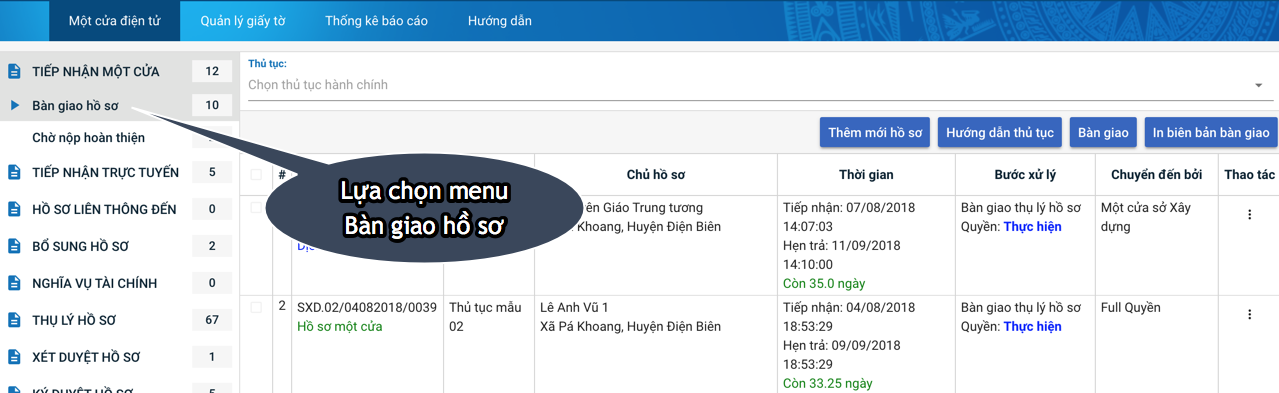 Một cửa điện tử
Quản lý giấy tờ
Thống kê báo cáo
Hướng dẫn
TIẾP NHẬN MỘT CỬA 12
Bàn giao hồ sơ 10
Chờ nộp hoàn thiện
TIẾP NHẬN TRỰC TUYẾN 5
HỒ SƠ LIÊN THÔNG ĐẾN 0
BỔ SUNG HỒ SƠ 2
NGHĨA VỤ TÀI CHÍNH 0
THỤ LÝ HỒ SƠ 67
XÉT DUYỆT HỒ SƠ 1
KÝ DUYỆT HỒ SƠ 5
Thủ tục:
Chọn thủ tục hành chính
Thêm mới hồ sơ
Hướng dẫn thủ tục
Bàn giao
In biên bản bàn giao
Lựa chọn menu
Bàn giao hồ sơ
# Chủ hồ sơ Thời gian Bước xử lý Chuyển đến bởi Thao tác
Giáo Trung tương
Khoang, Huyện Điện Biên
Tiếp nhận: 07/08/2018
14:07:03
Hẹn trả: 11/09/2018
14:10:00
Còn 35.0 ngày
Bàn giao thụ lý hồ sơ
Quyền: Thực hiện
Một cửa sở Xây
dựng
2
SXD.02/04082018/0039
Hồ sơ một cửa
Thủ tục mẫu
02
Lê Anh Vũ 1
Xã Pá Khoang, Huyện Điện Biên
Tiếp nhận: 04/08/2018
18:53:29
Hẹn trả: 09/09/2018
18:53:29
Còn 33.25 ngày
Bàn giao thụ lý hồ sơ
Quyền: Thực hiện
Full Quyền